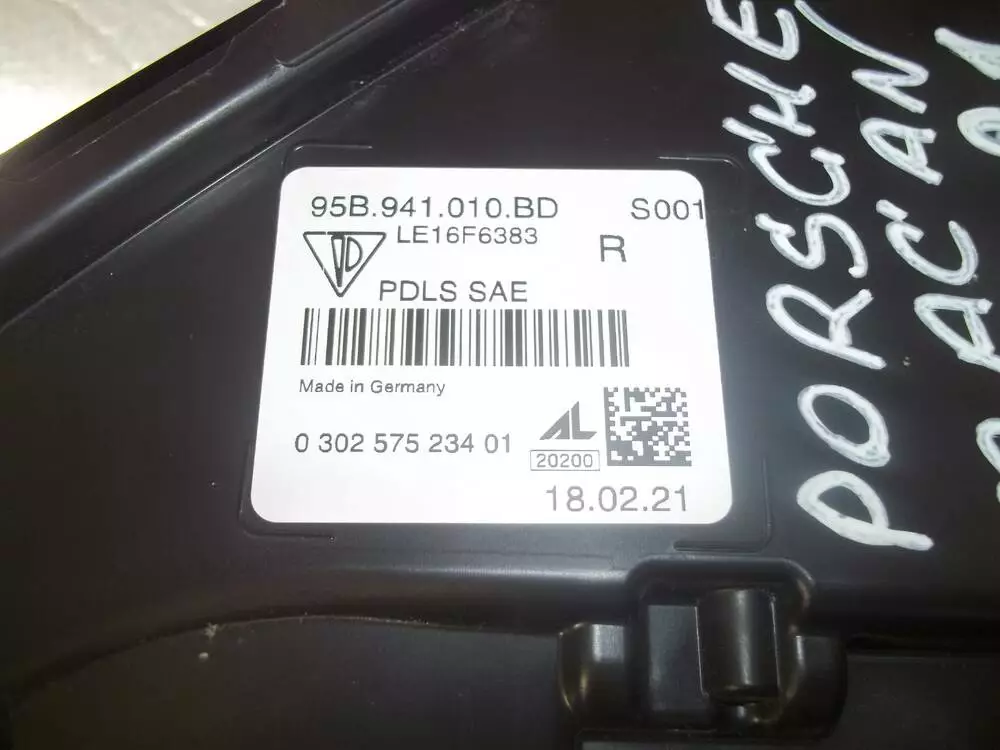 95B.941.010.BD S001
LE16F6383
R
PDLS SAE
Made in Germany
0 302 575 234 01
AL
20200
18.02.21
PORSCHE